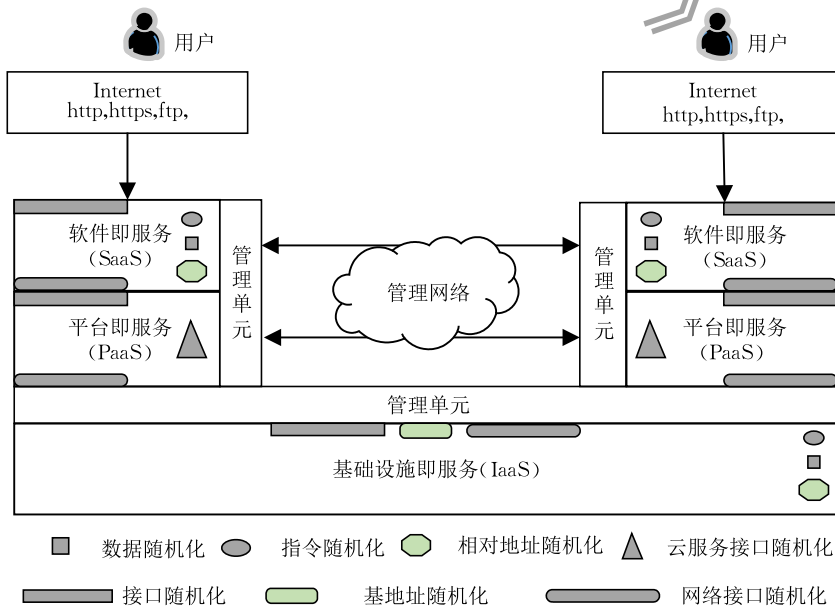 用户
用户
Internet
http,https,ftp,
Internet
http,https,ftp,
软件即服务
(SaaS)
管理单元
管理单元
软件即服务
(SaaS)
管理网络
平台即服务
(PaaS)
平台即服务
(PaaS)
管理单元
基础设施即服务(IaaS)
数据随机化 指令随机化 相对地址随机化 云服务接口随机化
接口随机化 基地址随机化 网络接口随机化